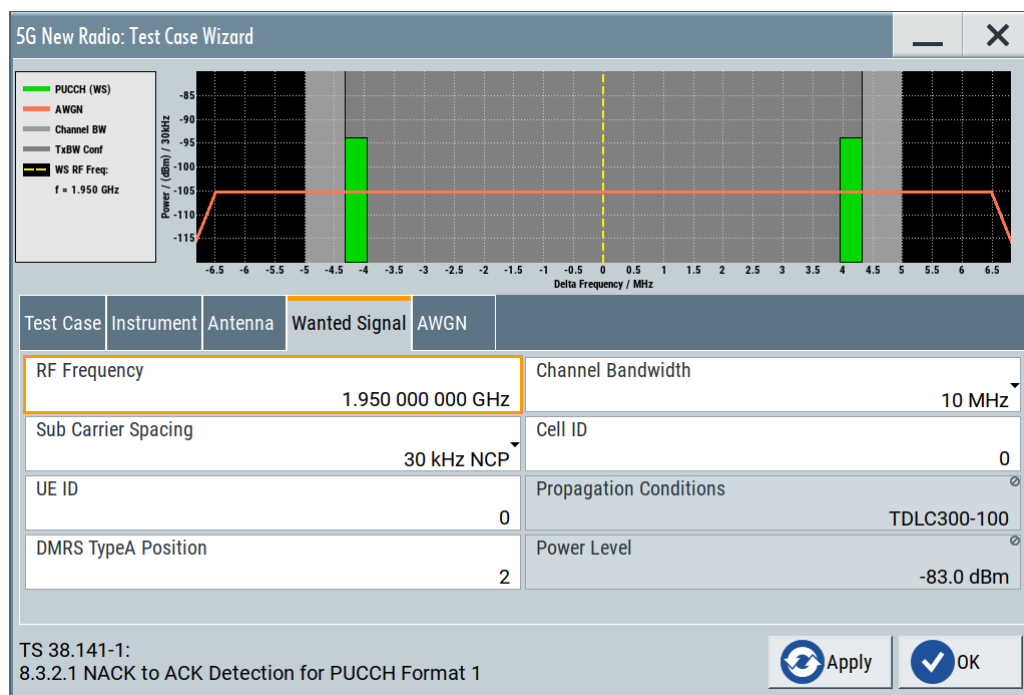 5G New Radio: Test Case Wizard
PUCCH (WS)
AWGN
Channel BW
TxBW Conf
WS RF Freq:
f = 1.950 GHz
Power / (dBm) / 30kHz
-85
-90
-95
-100
-105
-110
-115
-6.5 -6 -5.5 -5 -4.5 -4 -3.5 -3 -2.5 -2 -1.5 -1 -0.5 0 0.5 1 1.5 2 2.5 3 3.5 4 4.5 5 5.5 6 6.5
Delta Frequency / MHz
Test Case Instrument Antenna Wanted Signal AWGN
RF Frequency
1.950 000 000 GHz
Channel Bandwidth
10 MHz
Sub Carrier Spacing
30 kHz NCP
Cell ID
0
UE ID
0
Propagation Conditions
TDLC300-100
DMRS TypeA Position
2
Power Level
-83.0 dBm
TS 38.141-1:
8.3.2.1 NACK to ACK Detection for PUCCH Format 1
Apply
OK